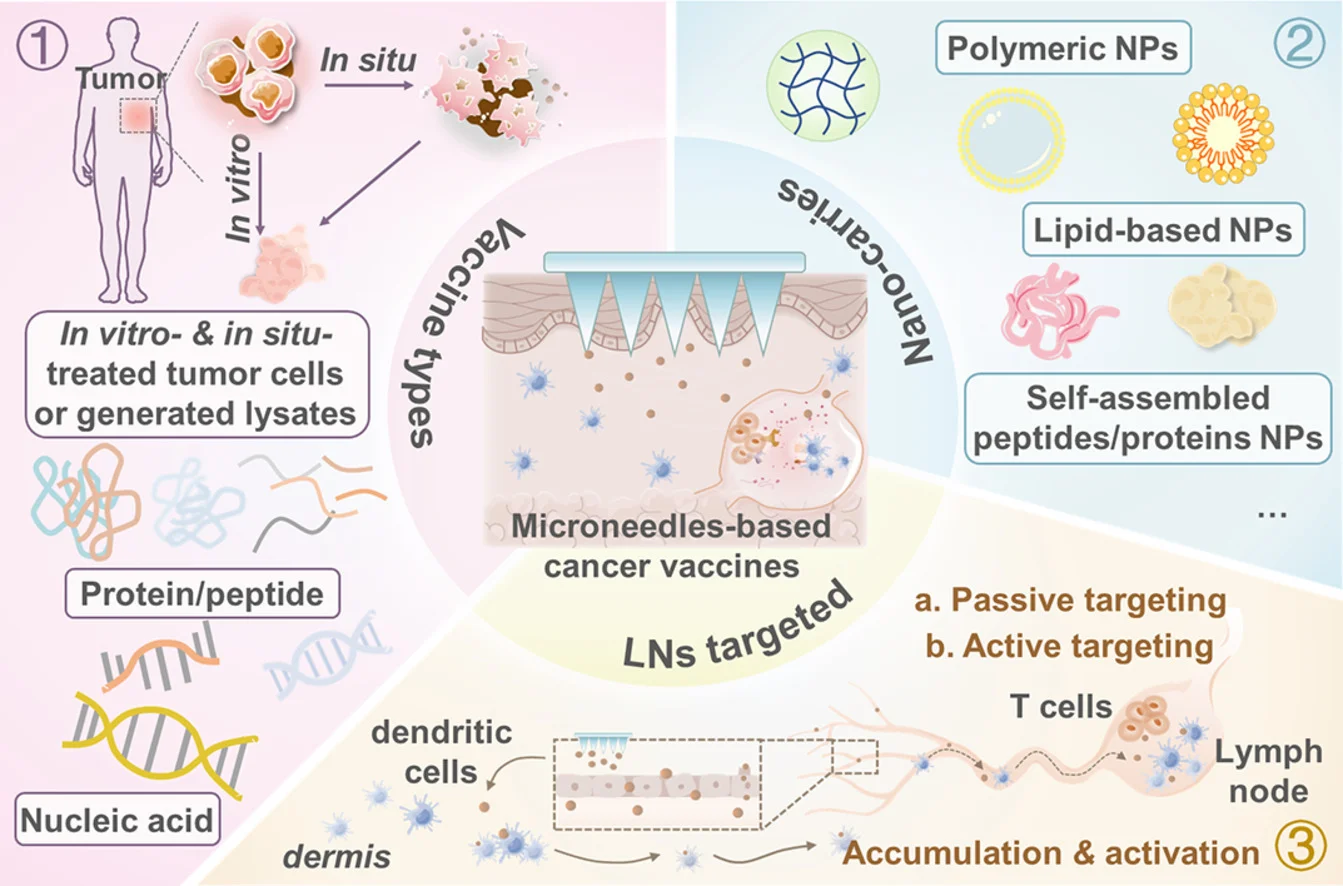 ①
Tumor
In situ
In vitro
In vitro- & in situ-
treated tumor cells
or generated lysates
Protein/peptide
Nucleic acid
Vaccine types
②
Polymeric NPs
Lipid-based NPs
Self-assembled
peptides/proteins NPs
...
Nano-carries
Microneedles-based
cancer vaccines
LNs targeted
a. Passive targeting
b. Active targeting
T cells
Lymph
node
dendritic
cells
dermis
Accumulation & activation
③